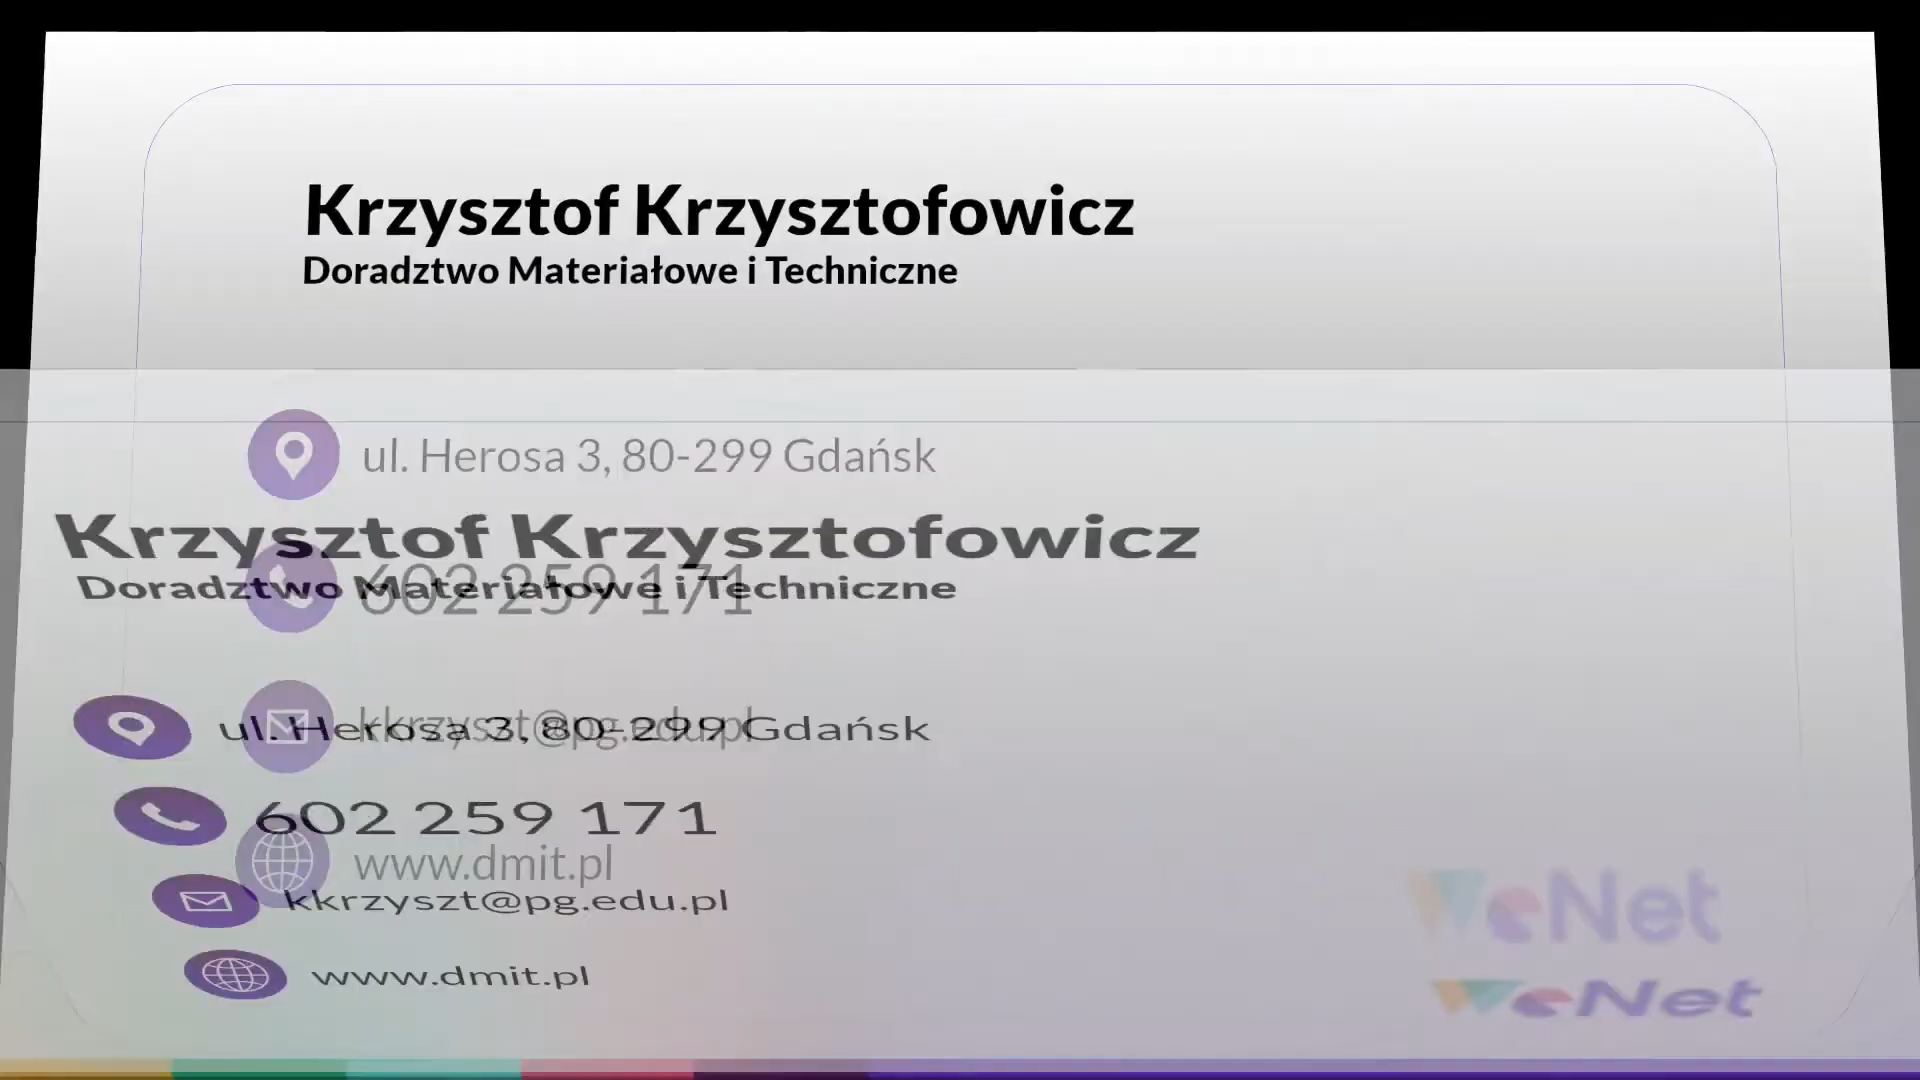 Krzysztof Krzysztofowicz
Doradztwo Materiałowe i Techniczne
ul. Herosa 3, 80-299 Gdańsk
Krzysztof Krzysztofowicz
602 259 171
Doradztwo Materiałowe i Techniczne
kkrzyszt@pg.edu.pl
ul. Herosa 3, 80-299 Gdańsk
602 259 171
www.dmit.pl
kkrzyszt@pg.edu.pl
WeNet
www.dmit.pl
WeNet